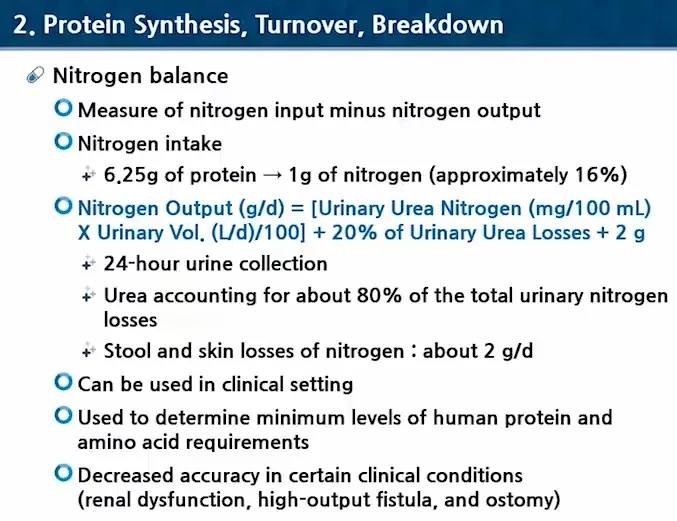 2. Protein Synthesis, Turnover, Breakdown
Nitrogen balance
Measure of nitrogen input minus nitrogen output
Nitrogen intake
6.25g of protein → 1g of nitrogen (approximately 16%)
Nitrogen Output (g/d) = [Urinary Urea Nitrogen (mg/100 mL)
X Urinary Vol. (L/d)/100] + 20% of Urinary Urea Losses + 2 g
24-hour urine collection
Urea accounting for about 80% of the total urinary nitrogen
losses
Stool and skin losses of nitrogen : about 2 g/d
Can be used in clinical setting
Used to determine minimum levels of human protein and
amino acid requirements
Decreased accuracy in certain clinical conditions
(renal dysfunction, high-output fistula, and ostomy)